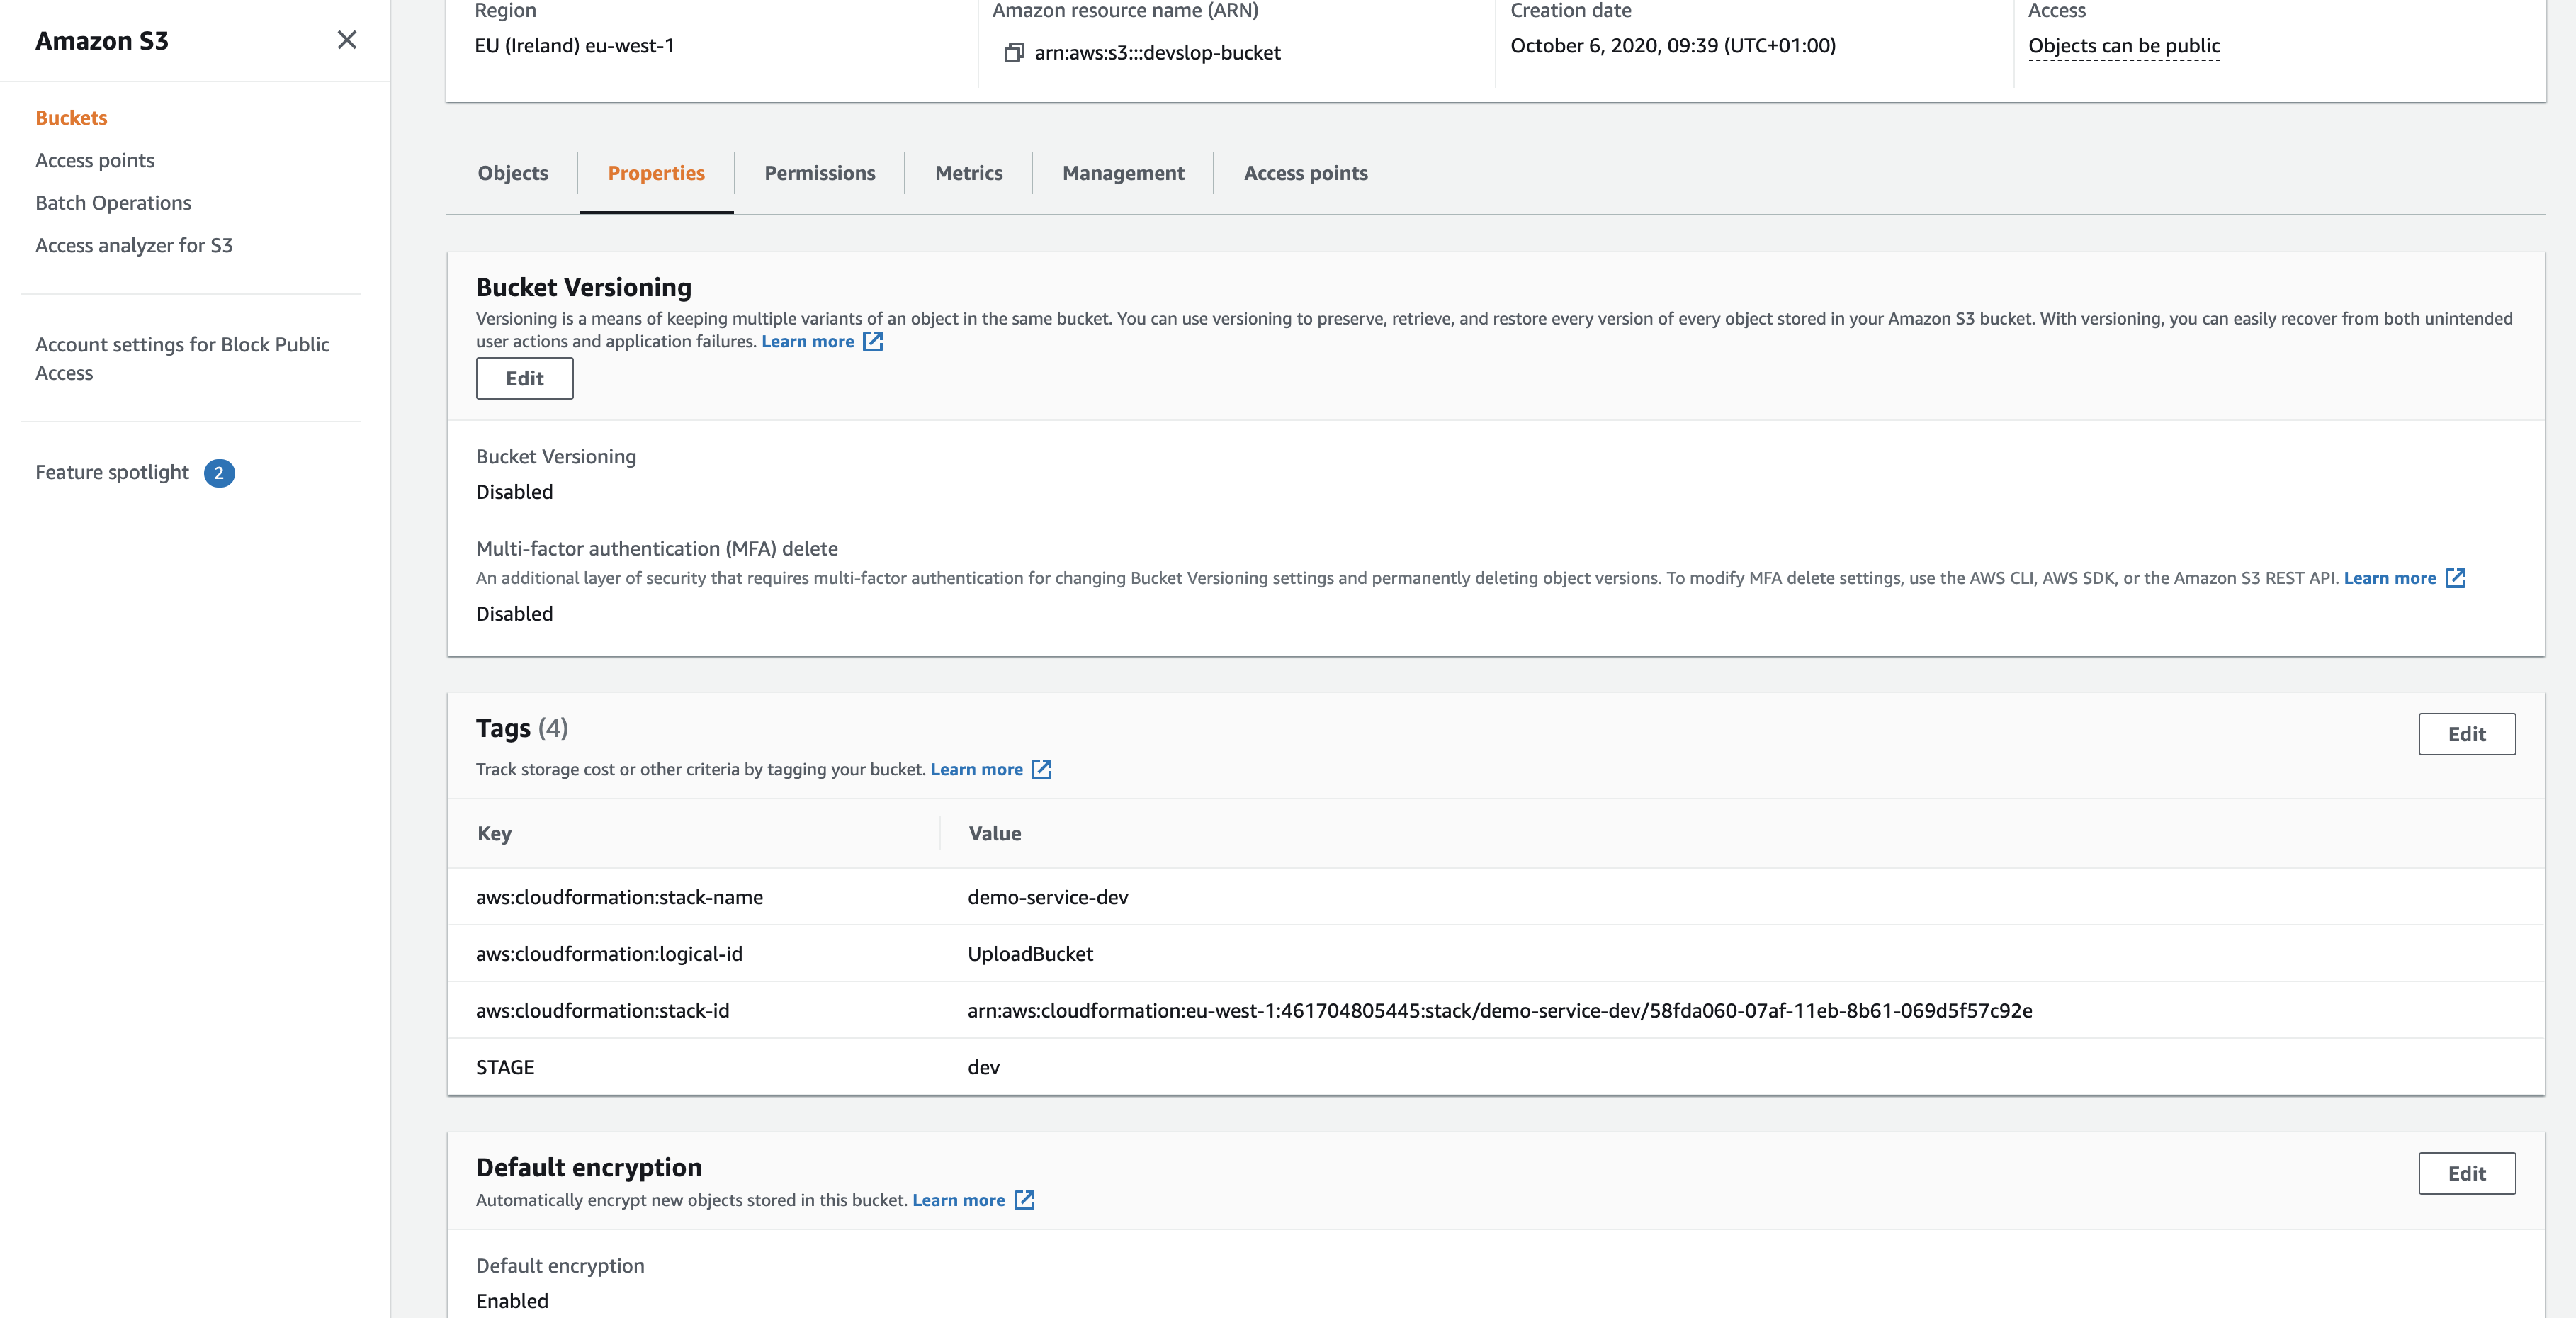 Amazon S3
Buckets
Access points
Batch Operations
Access analyzer for S3
Account settings for Block Public
Access
Feature spotlight 2
Region
EU (Ireland) eu-west-1
Amazon resource name (ARN)
arn:aws:s3:::devslop-bucket
Creation date
October 6, 2020, 09:39 (UTC+01:00)
Access
Objects can be public
Objects Properties Permissions Metrics Management Access points
Bucket Versioning
Versioning is a means of keeping multiple variants of an object in the same bucket. You can use versioning to preserve, retrieve, and restore every version of every object stored in your Amazon S3 bucket. With versioning, you can easily recover from both unintended
user actions and application failures. Learn more
Edit
Bucket Versioning
Disabled
Multi-factor authentication (MFA) delete
An additional layer of security that requires multi-factor authentication for changing Bucket Versioning settings and permanently deleting object versions. To modify MFA delete settings, use the AWS CLI, AWS SDK, or the Amazon S3 REST API. Learn more
Disabled
Tags (4)
Edit
Track storage cost or other criteria by tagging your bucket. Learn more
Key Value
aws:cloudformation:stack-name demo-service-dev
aws:cloudformation:logical-id UploadBucket
aws:cloudformation:stack-id arn:aws:cloudformation:eu-west-1:461704805445:stack/demo-service-dev/58fda060-07af-11eb-8b61-069d5f57c92e
STAGE dev
Default encryption
Edit
Automatically encrypt new objects stored in this bucket. Learn more
Default encryption
Enabled